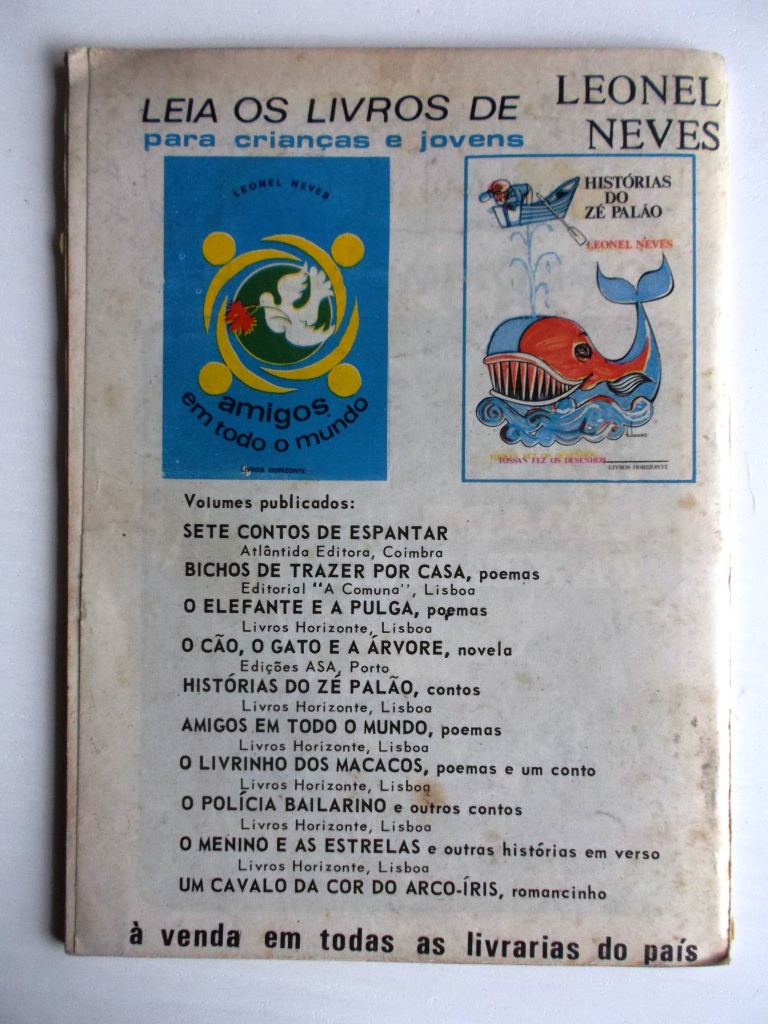 LEIA OS LIVROS DE LEONEL NEVES
para crianças e jovens
LEONEL NEVES
amigos
em todo o mundo
LIVROS HORIZONTE
HISTÓRIAS
DO
ZÉ PALÃO
LEONEL NEVES
TOSSAN FEZ OS DESENHOS
LIVROS HORIZONTE
Volumes publicados:
SETE CONTOS DE ESPANTAR
Atlântida Editora, Coimbra
BICHOS DE TRAZER POR CASA, poemas
Editorial "A Comuna", Lisboa
O ELEFANTE E A PULGA, poemas
Livros Horizonte, Lisboa
O CÃO, O GATO E A ÁRVORE, novela
Edições ASA, Porto
HISTÓRIAS DO ZÉ PALÃO, contos
Livros Horizonte, Lisboa
AMIGOS EM TODO O MUNDO, poemas
Livros Horizonte, Lisboa
O LIVRINHO DOS MACACOS, poemas e um conto
Livros Horizonte, Lisboa
O POLÍCIA BAILARINO e outros contos
Livros Horizonte, Lisboa
O MENINO E AS ESTRELAS e outras histórias em verso
Livros Horizonte, Lisboa
UM CAVALO DA COR DO ARCO-ÍRIS, romancinho
à venda em todas as livrarias do país